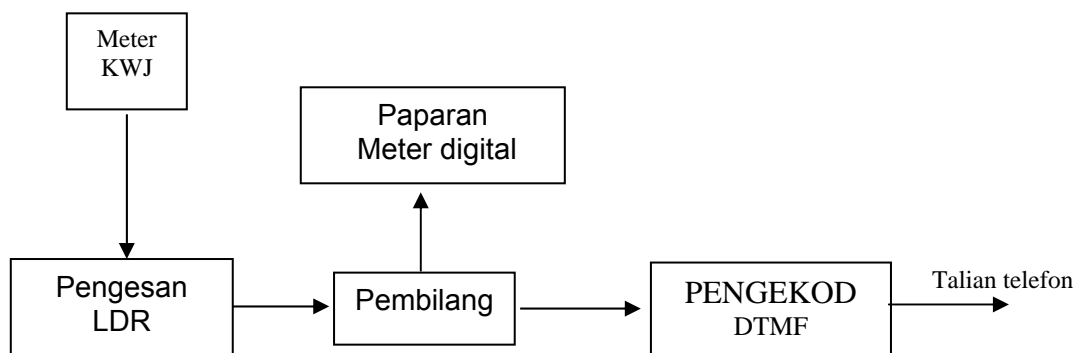 Meter
KWJ
Paparan
Meter digital
Pengesan
LDR
Pembilang
PENGEKOD
DTMF
Talian telefon